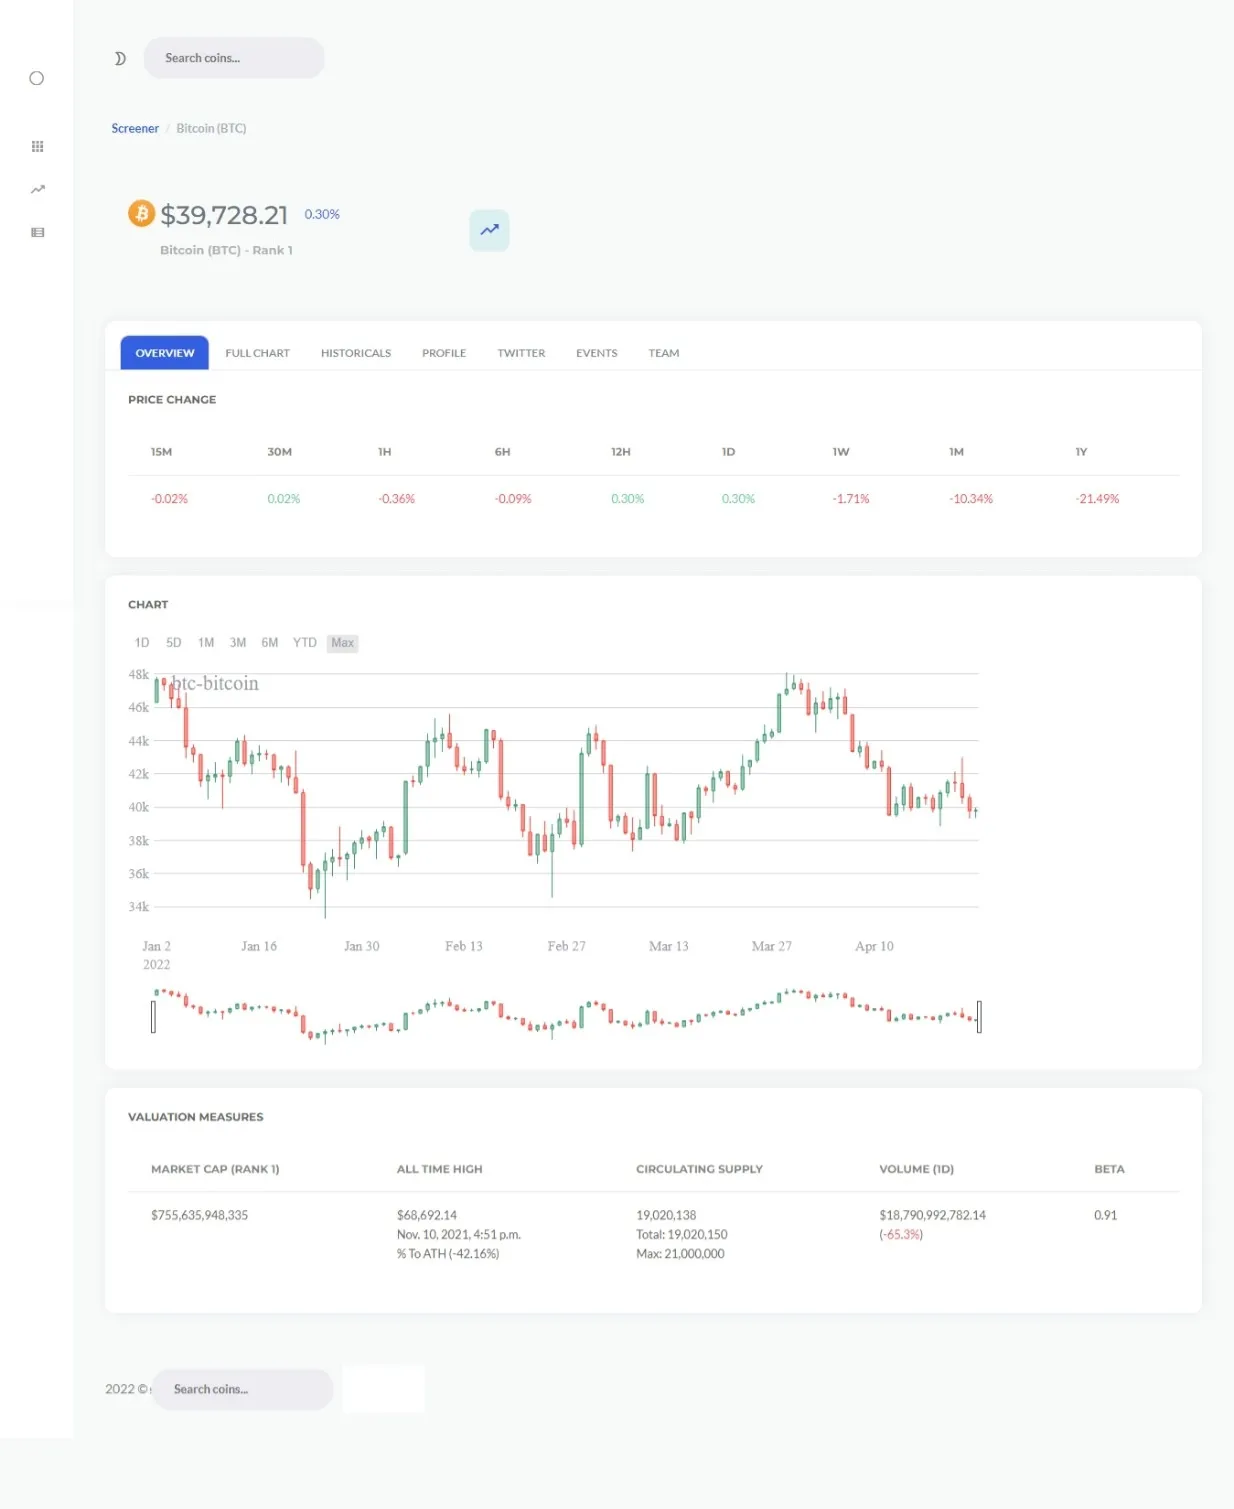 Search coins...
Screener / Bitcoin (BTC)
$39,728.21 0.30%
Bitcoin (BTC) - Rank 1
OVERVIEW FULL CHART HISTORICALS PROFILE TWITTER EVENTS TEAM
PRICE CHANGE
15M 30M 1H 6H 12H 1D 1W 1M 1Y
-0.02% 0.02% -0.36% -0.09% 0.30% 0.30% -1.71% -10.34% -21.49%
CHART
1D 5D 1M 3M 6M YTD Max
48k
btc-bitcoin
46k
44k
42k
40k
38k
36k
34k
Jan 2 Jan 16 Jan 30 Feb 13 Feb 27 Mar 13 Mar 27 Apr 10
2022
VALUATION MEASURES
MARKET CAP (RANK 1) ALL TIME HIGH CIRCULATING SUPPLY VOLUME (1D) BETA
$755,635,948,335 $68,692.14 19,020,138 $18,790,992,782.14 0.91
Nov. 10, 2021, 4:51 p.m. Total: 19,020,150 (-65.3%)
% To ATH (-42.16%) Max: 21,000,000
2022 © Search coins...